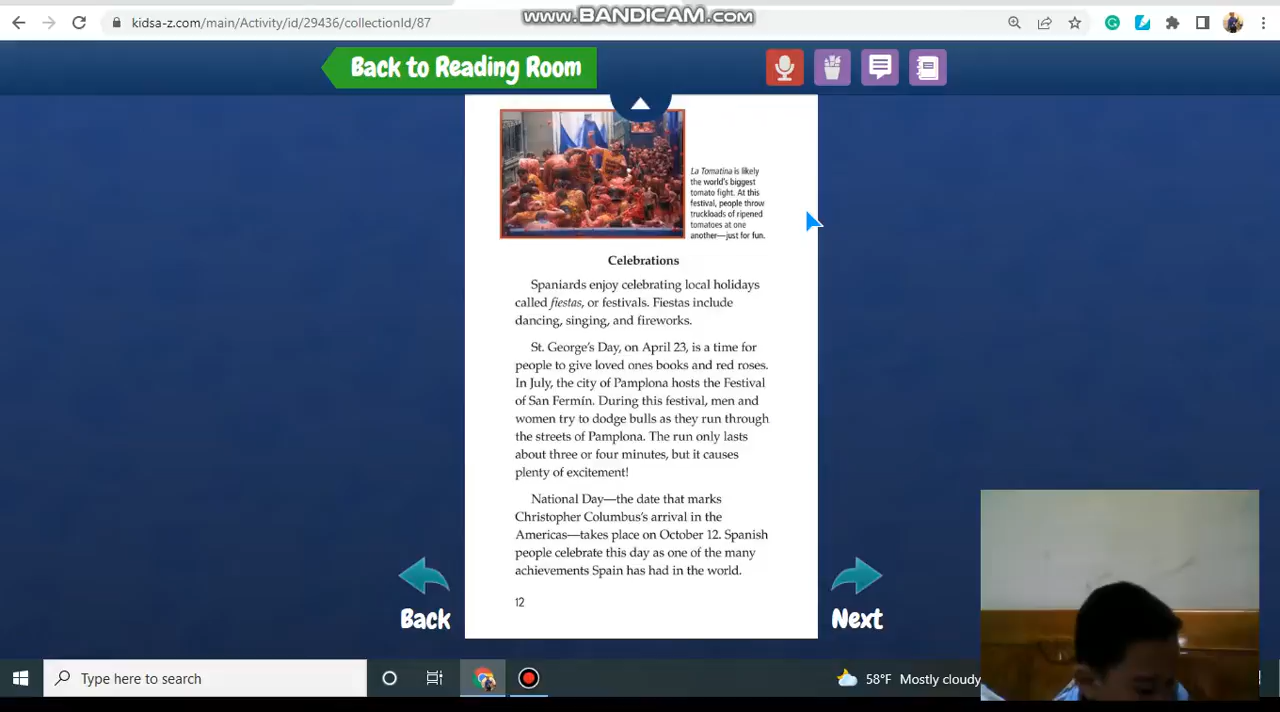 www.BANDICAM.com
kidsa-z.com/main/Activity/id/29436/collectionId/87
Back to Reading Room
La Tomatina is likely
the world's biggest
tomato fight. At this
festival, people throw
truckloads of ripened
tomatoes at one
another—just for fun.
Celebrations
Spaniards enjoy celebrating local holidays
called fiestas, or festivals. Fiestas include
dancing, singing, and fireworks.
St. George's Day, on April 23, is a time for
people to give loved ones books and red roses.
In July, the city of Pamplona hosts the Festival
of San Fermín. During this festival, men and
women try to dodge bulls as they run through
the streets of Pamplona. The run only lasts
about three or four minutes, but it causes
plenty of excitement!
National Day—the date that marks
Christopher Columbus's arrival in the
Americas—takes place on October 12. Spanish
people celebrate this day as one of the many
achievements Spain has had in the world.
12
Back
Next
Type here to search
58°F Mostly cloudy